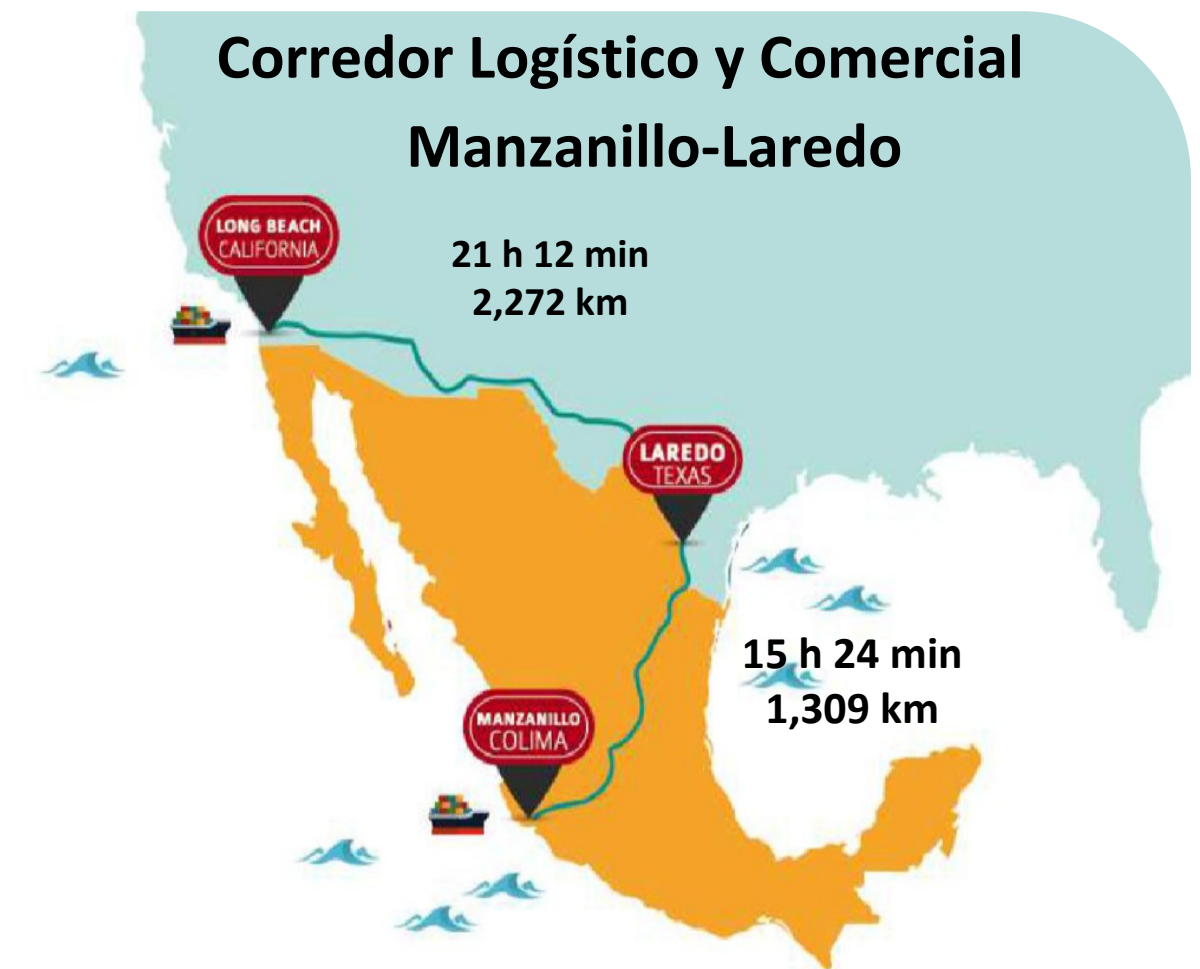 Corredor Logístico y Comercial
Manzanillo-Laredo
LONG BEACH
CALIFORNIA
21 h 12 min
2,272 km
LAREDO
TEXAS
15 h 24 min
1,309 km
MANZANILLO
COLIMA